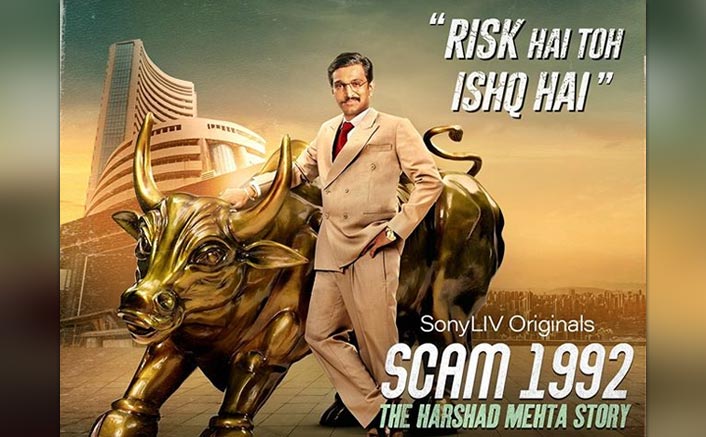 “RISK HAI TOH
ISHQ HAI”
SonyLIV Originals
SCAM 1992
THE HARSHAD MEHTA STORY